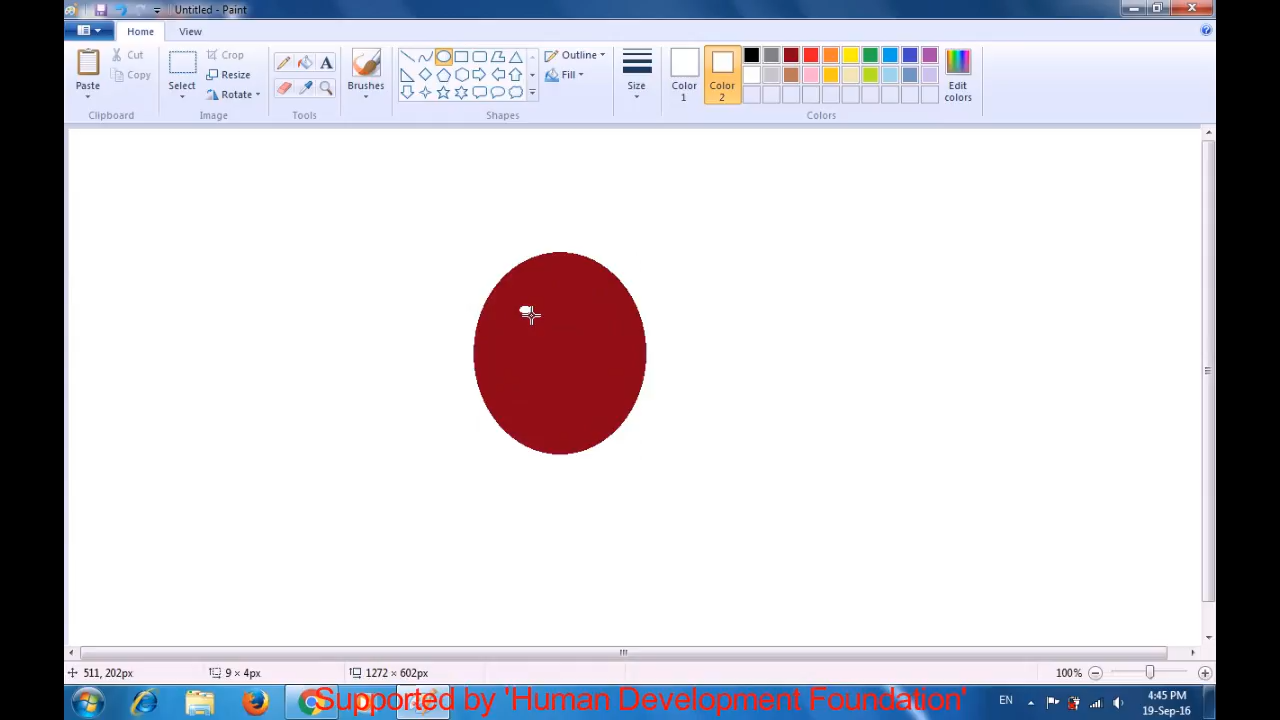 Untitled - Paint
Home View
Paste
Cut
Copy
Clipboard
Select
Crop
Resize
Rotate
Image
A
Tools
Brushes
Shapes
Outline
Fill
Size
Color 1
Color 2
Edit colors
Colors
511, 202px
9 × 4px
1272 × 602px
100%
Supported by 'Human Development Foundation'
EN
4:45 PM
19-Sep-16